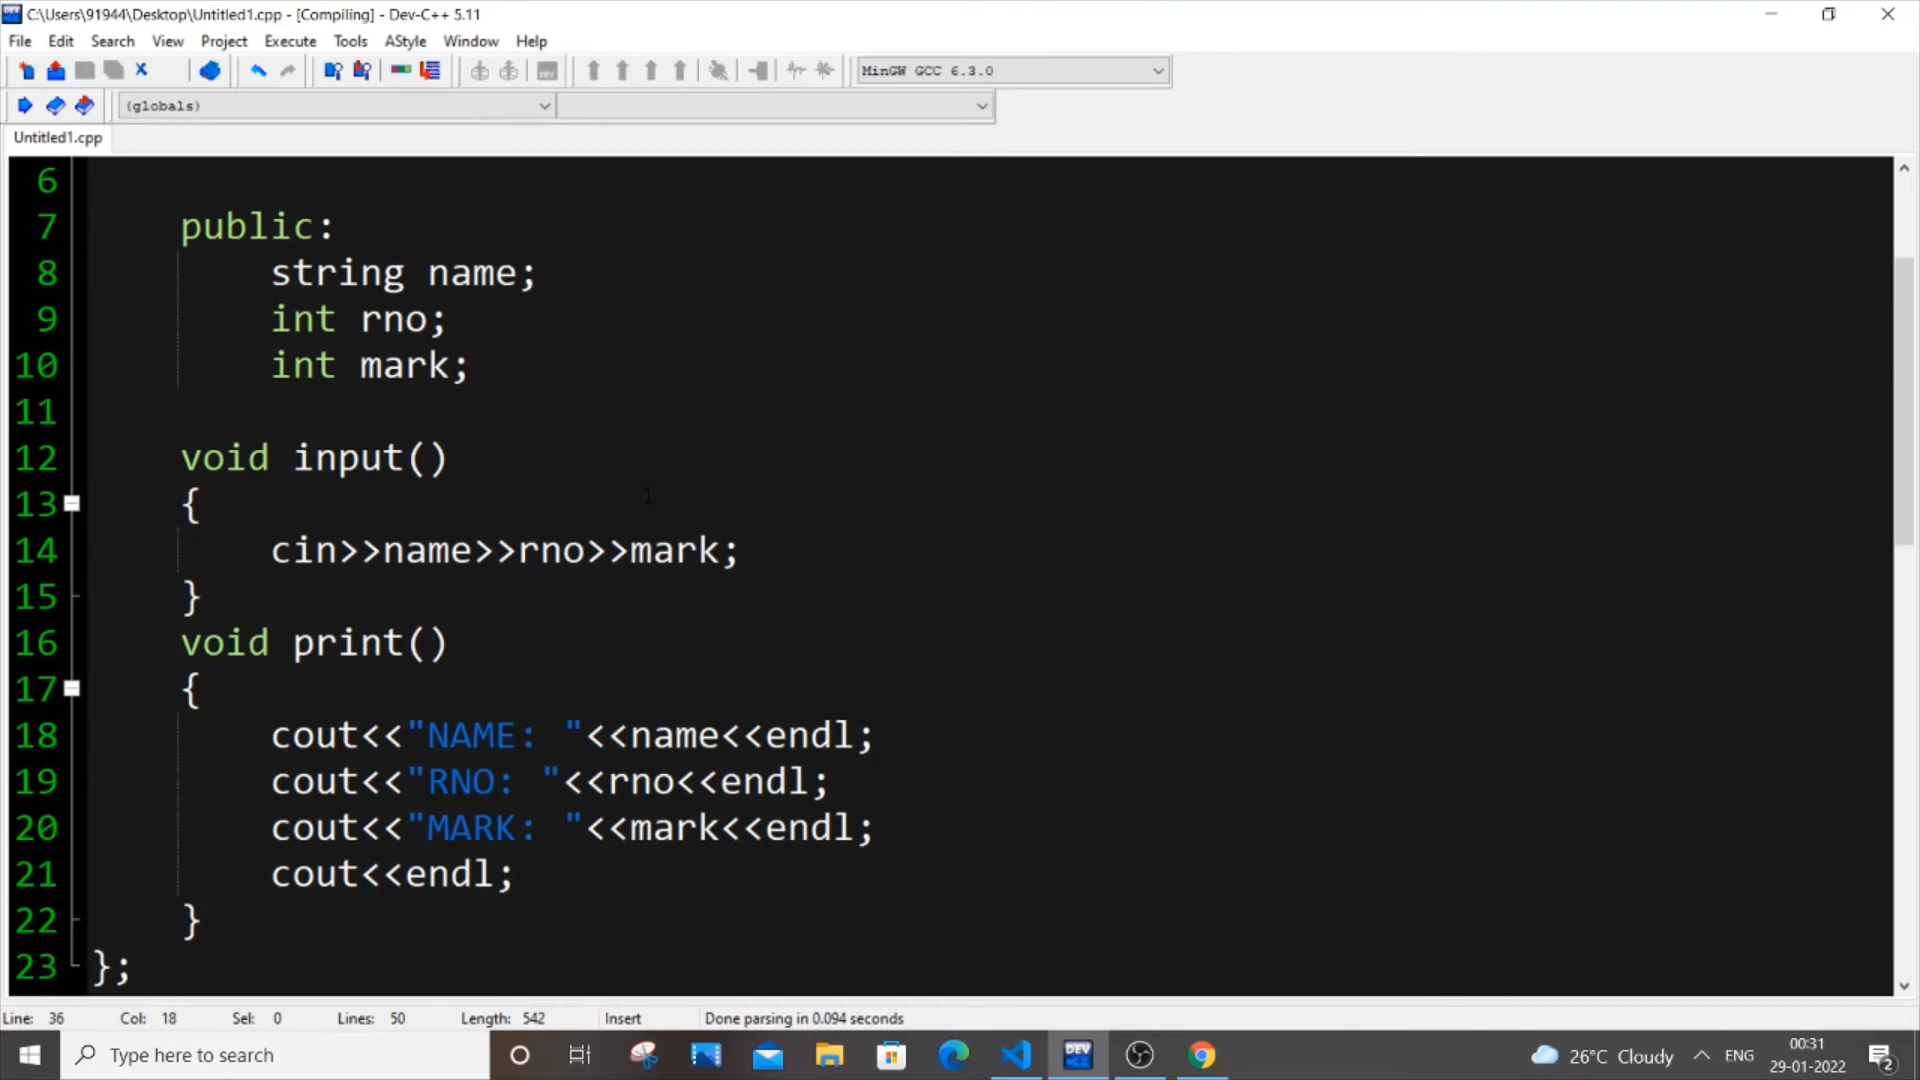 C:\Users\91944\Desktop\Untitled1.cpp - [Compiling] - Dev-C++ 5.11
File Edit Search View Project Execute Tools AStyle Window Help
MinGW GCC 6.3.0
(globals)
Untitled1.cpp
6
7 public:
8 string name;
9 int rno;
10 int mark;
11
12 void input()
13 {
14 cin>>name>>rno>>mark;
15 }
16 void print()
17 {
18 cout<<"NAME: "<<name<<endl;
19 cout<<"RNO: "<<rno<<endl;
20 cout<<"MARK: "<<mark<<endl;
21 cout<<endl;
22 }
23 };
Line: 36 Col: 18 Sel: 0 Lines: 50 Length: 542 Insert Done parsing in 0.094 seconds
Type here to search DEV 26°C Cloudy ENG 00:31
29-01-2022 2